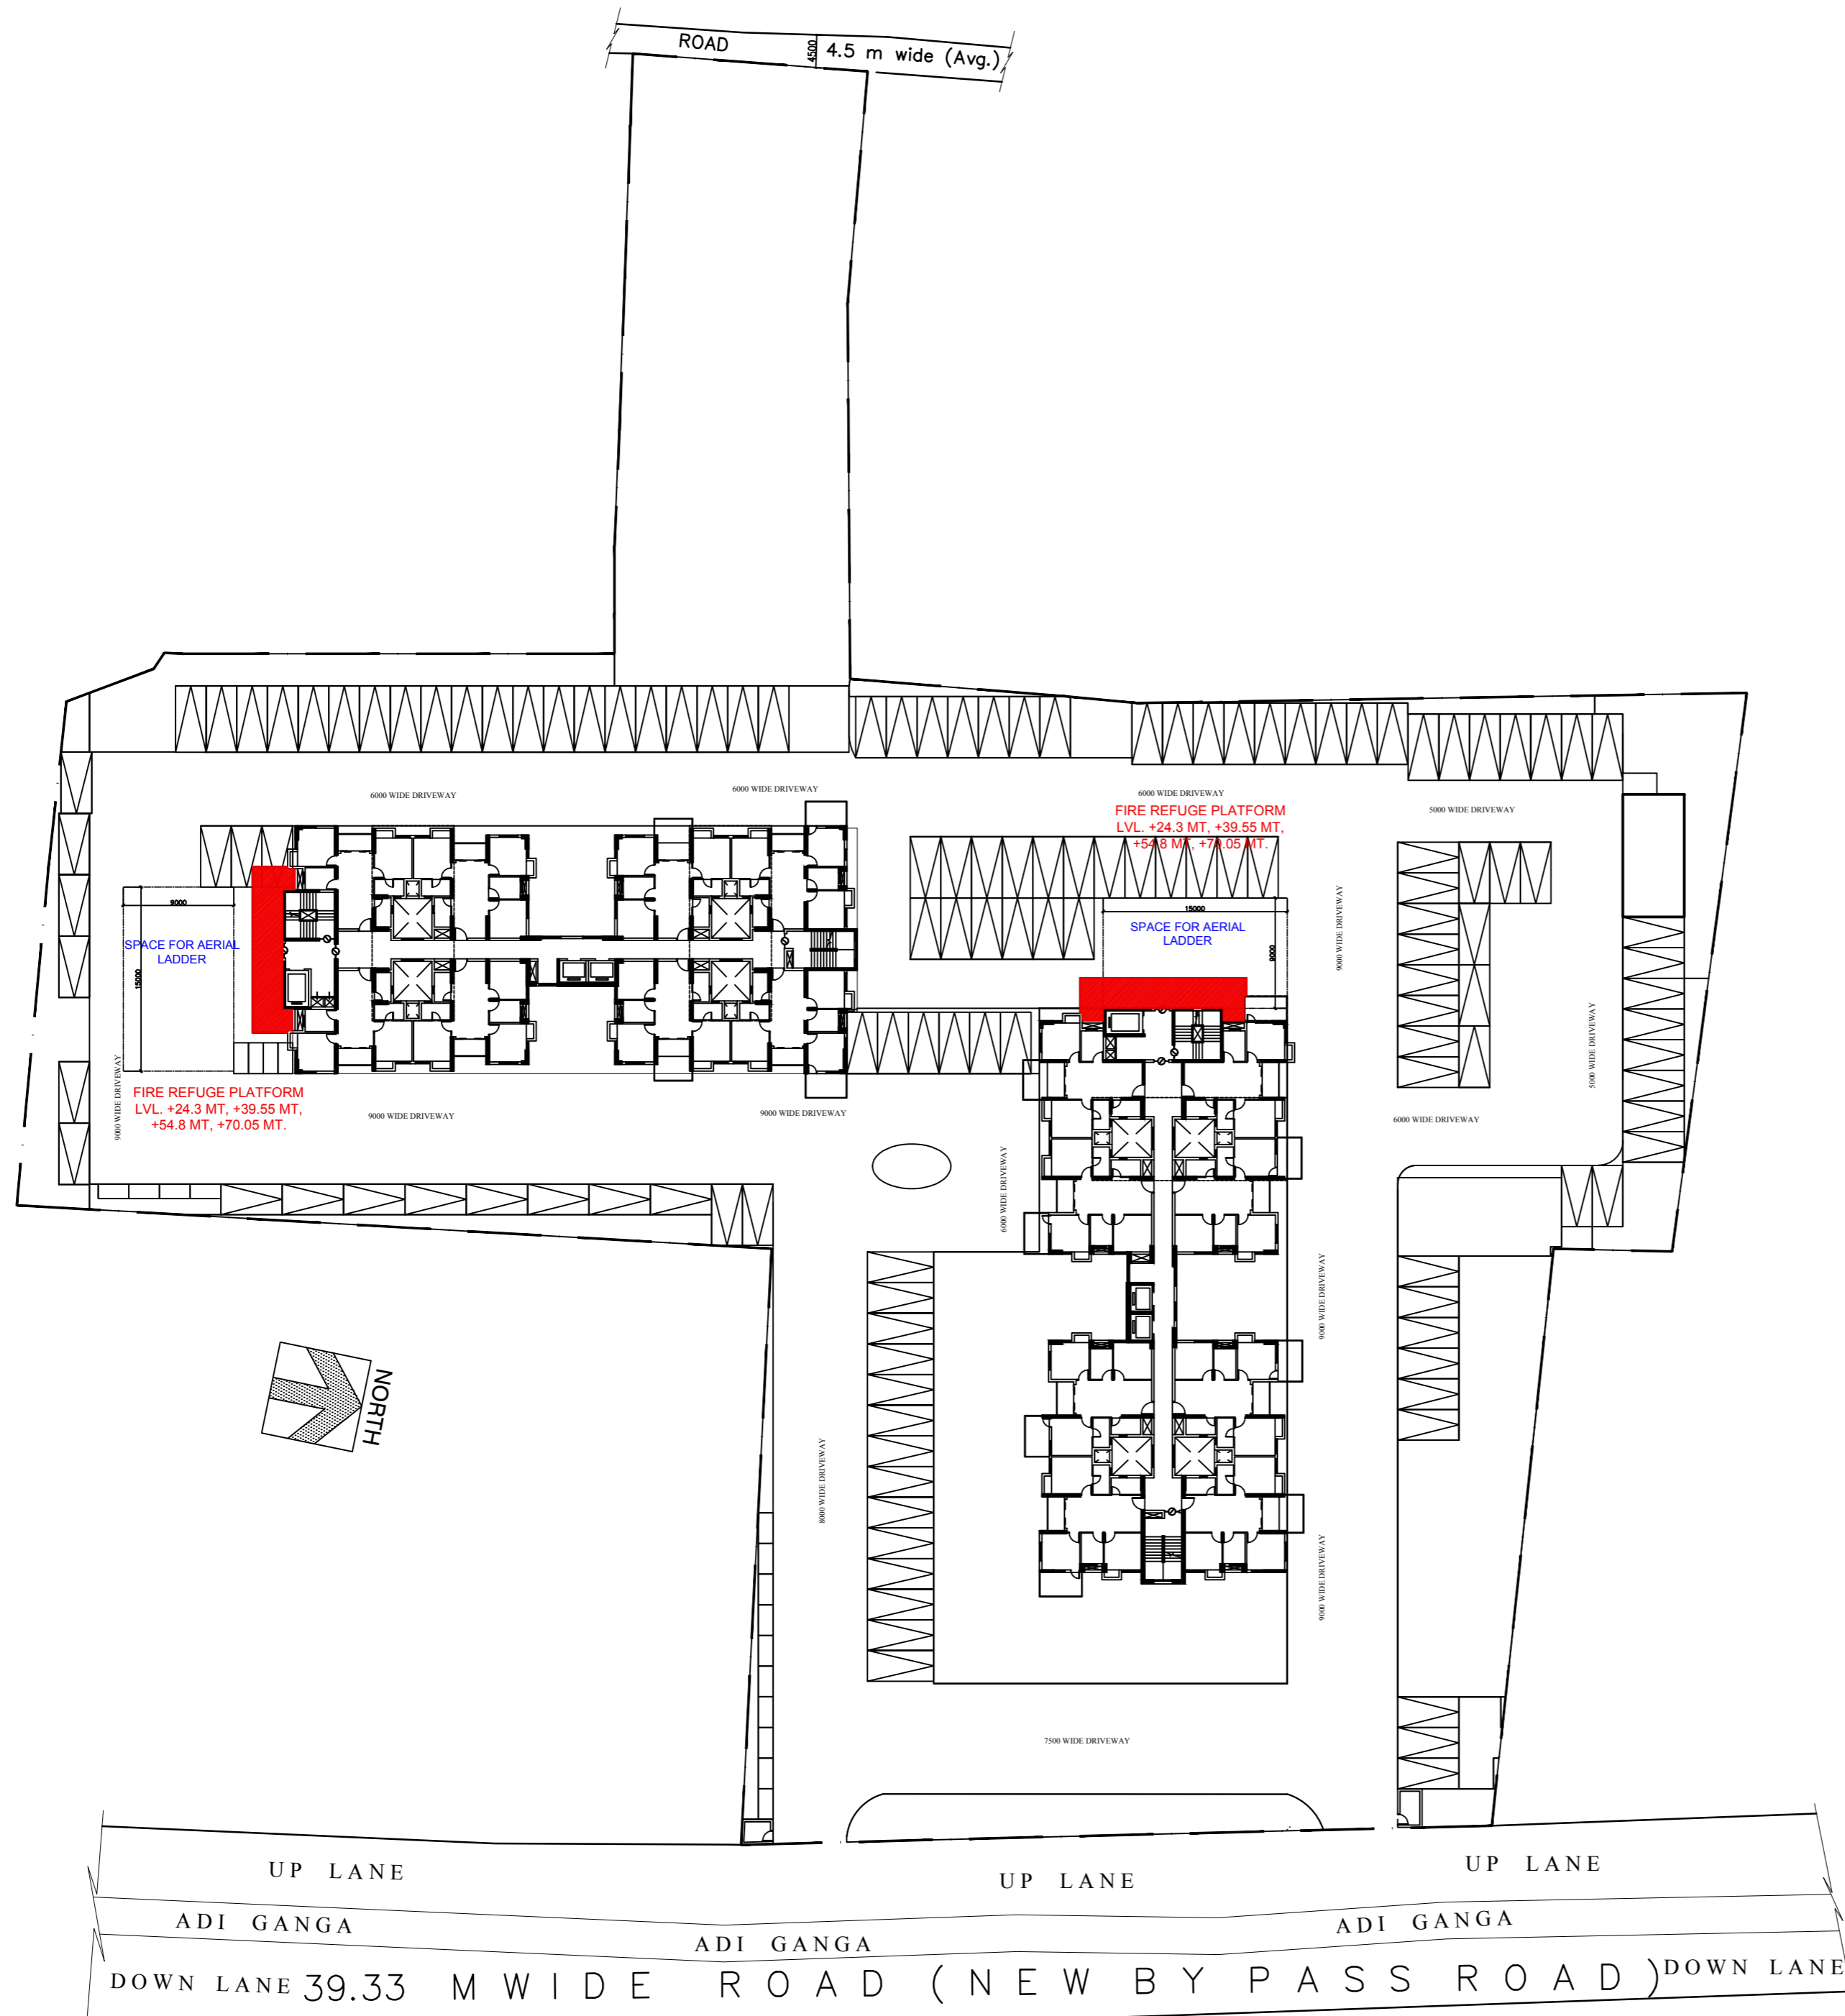 ROAD
4500
4.5 m wide (Avg.)
6000 WIDE DRIVEWAY
6000 WIDE DRIVEWAY
6000 WIDE DRIVEWAY
5000 WIDE DRIVEWAY
FIRE REFUGE PLATFORM
LVL. +24.3 MT, +39.55 MT,
+54.8 MT, +70.05 MT.
9000
SPACE FOR AERIAL
LADDER
15000
15000
SPACE FOR AERIAL
LADDER
9000
9000 WIDE DRIVEWAY
5000 WIDE DRIVEWAY
9000 WIDE DRIVEWAY
FIRE REFUGE PLATFORM
LVL. +24.3 MT, +39.55 MT,
+54.8 MT, +70.05 MT.
9000 WIDE DRIVEWAY
9000 WIDE DRIVEWAY
6000 WIDE DRIVEWAY
6000 WIDE DRIVEWAY
9000 WIDE DRIVEWAY
NORTH
8000 WIDE DRIVEWAY
9000 WIDE DRIVEWAY
7500 WIDE DRIVEWAY
UP LANE
UP LANE
UP LANE
ADI GANGA
ADI GANGA
ADI GANGA
DOWN LANE
39.33 M WIDE ROAD (NEW BY PASS ROAD)
DOWN LANE